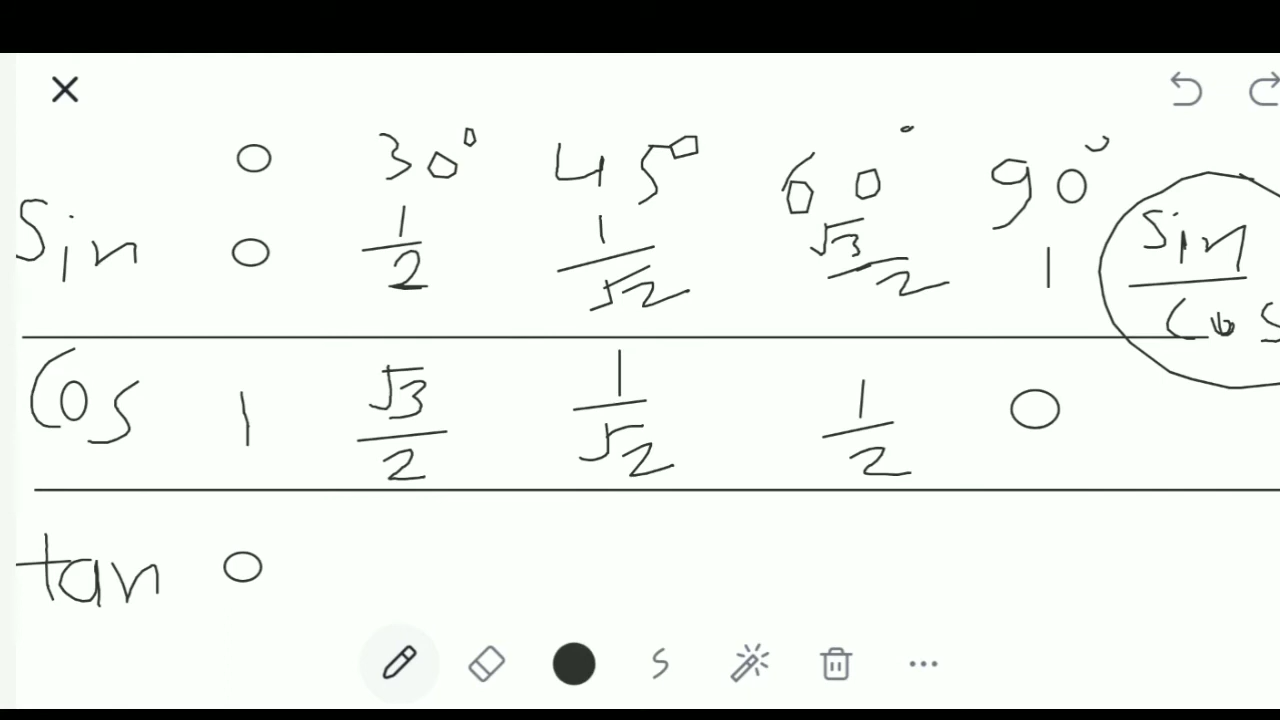 0 30° 45° 60° 90°
Sin 0 1/2 1/√2 √3/2 1
Sin/Cos
Cos 1 √3/2 1/√2 1/2 0
tan 0